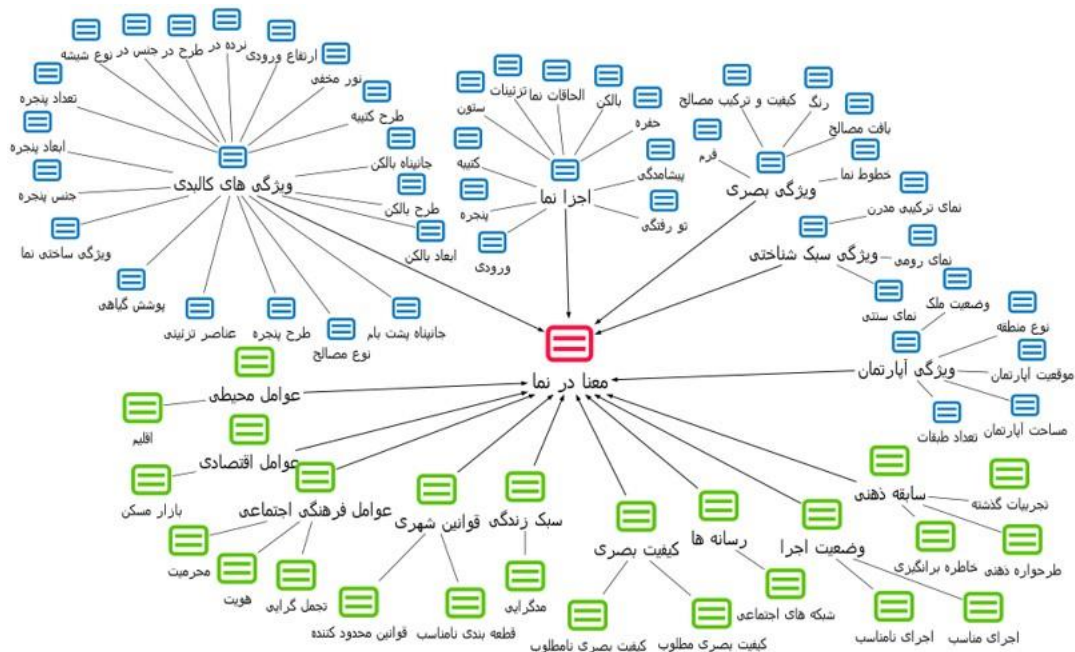 نرده در
طرح در
جنس در
نوع شیشه
ارتفاع ورودی
نور مخفی
طرح کتیبه
تعداد پنجره
ابعاد پنجره
جنس پنجره
ویژگی ساختی نما
پوشش گیاهی
عناصر تزئینی
طرح پنجره
نوع مصالح
جانپناه پشت بام
ابعاد بالکن
طرح بالکن
جانپناه بالکن
ویژگی های کالبدی
ستون
تزئینات
الحاقات نما
بالکن
حفره
کتیبه
پنجره
ورودی
پیشامدگی
تو رفتگی
اجزا نما
کیفیت و ترکیب مصالح
رنگ
بافت مصالح
فرم
خطوط نما
ویژگی بصری
نمای ترکیبی مدرن
نمای رومی
نمای سنتی
ویژگی سبک شناختی
وضعیت ملک
نوع منطقه
موقعیت آپارتمان
مساحت آپارتمان
تعداد طبقات
ویژگی آپارتمان
معنا در نما
عوامل محیطی
اقلیم
عوامل اقتصادی
بازار مسکن
عوامل فرهنگی اجتماعی
محرمیت
هویت
تجمل گرایی
قوانین شهری
قوانین محدود کننده
قطعه بندی نامناسب
سبک زندگی
مدگرایی
کیفیت بصری
کیفیت بصری نامطلوب
کیفیت بصری مطلوب
رسانه ها
شبکه های اجتماعی
وضعیت اجرا
اجرای نامناسب
اجرای مناسب
سابقه ذهنی
تجربیات گذشته
خاطره برانگیزی
طرحواره ذهنی